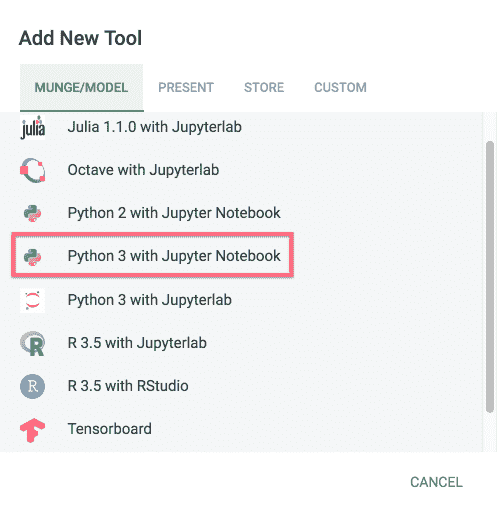 Add New Tool
MUNGE/MODEL PRESENT STORE CUSTOM
julia Julia 1.1.0 with Jupyterlab
Octave with Jupyterlab
Python 2 with Jupyter Notebook
Python 3 with Jupyter Notebook
Python 3 with Jupyterlab
R R 3.5 with Jupyterlab
R R 3.5 with RStudio
Tensorboard
CANCEL